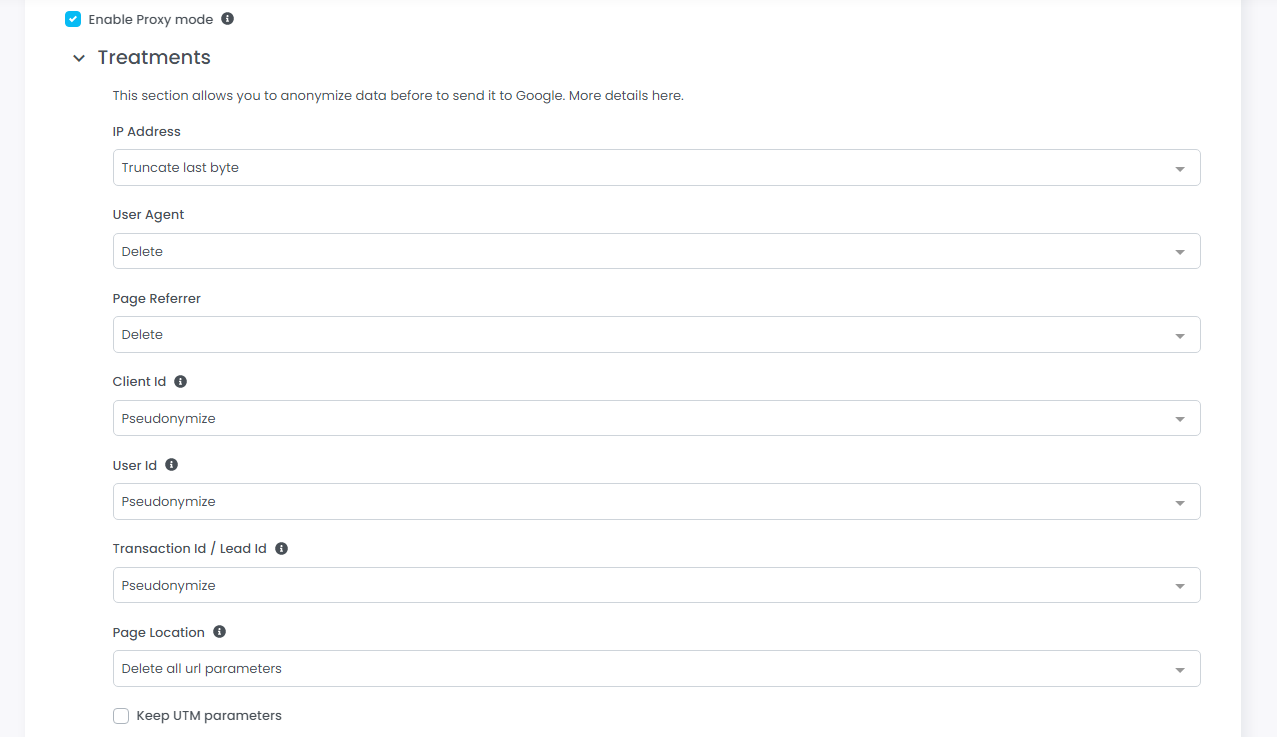 Enable Proxy mode
Treatments
This section allows you to anonymize data before to send it to Google. More details here.
IP Address
Truncate last byte
User Agent
Delete
Page Referrer
Delete
Client Id
Pseudonymize
User Id
Pseudonymize
Transaction Id / Lead Id
Pseudonymize
Page Location
Delete all url parameters
Keep UTM parameters